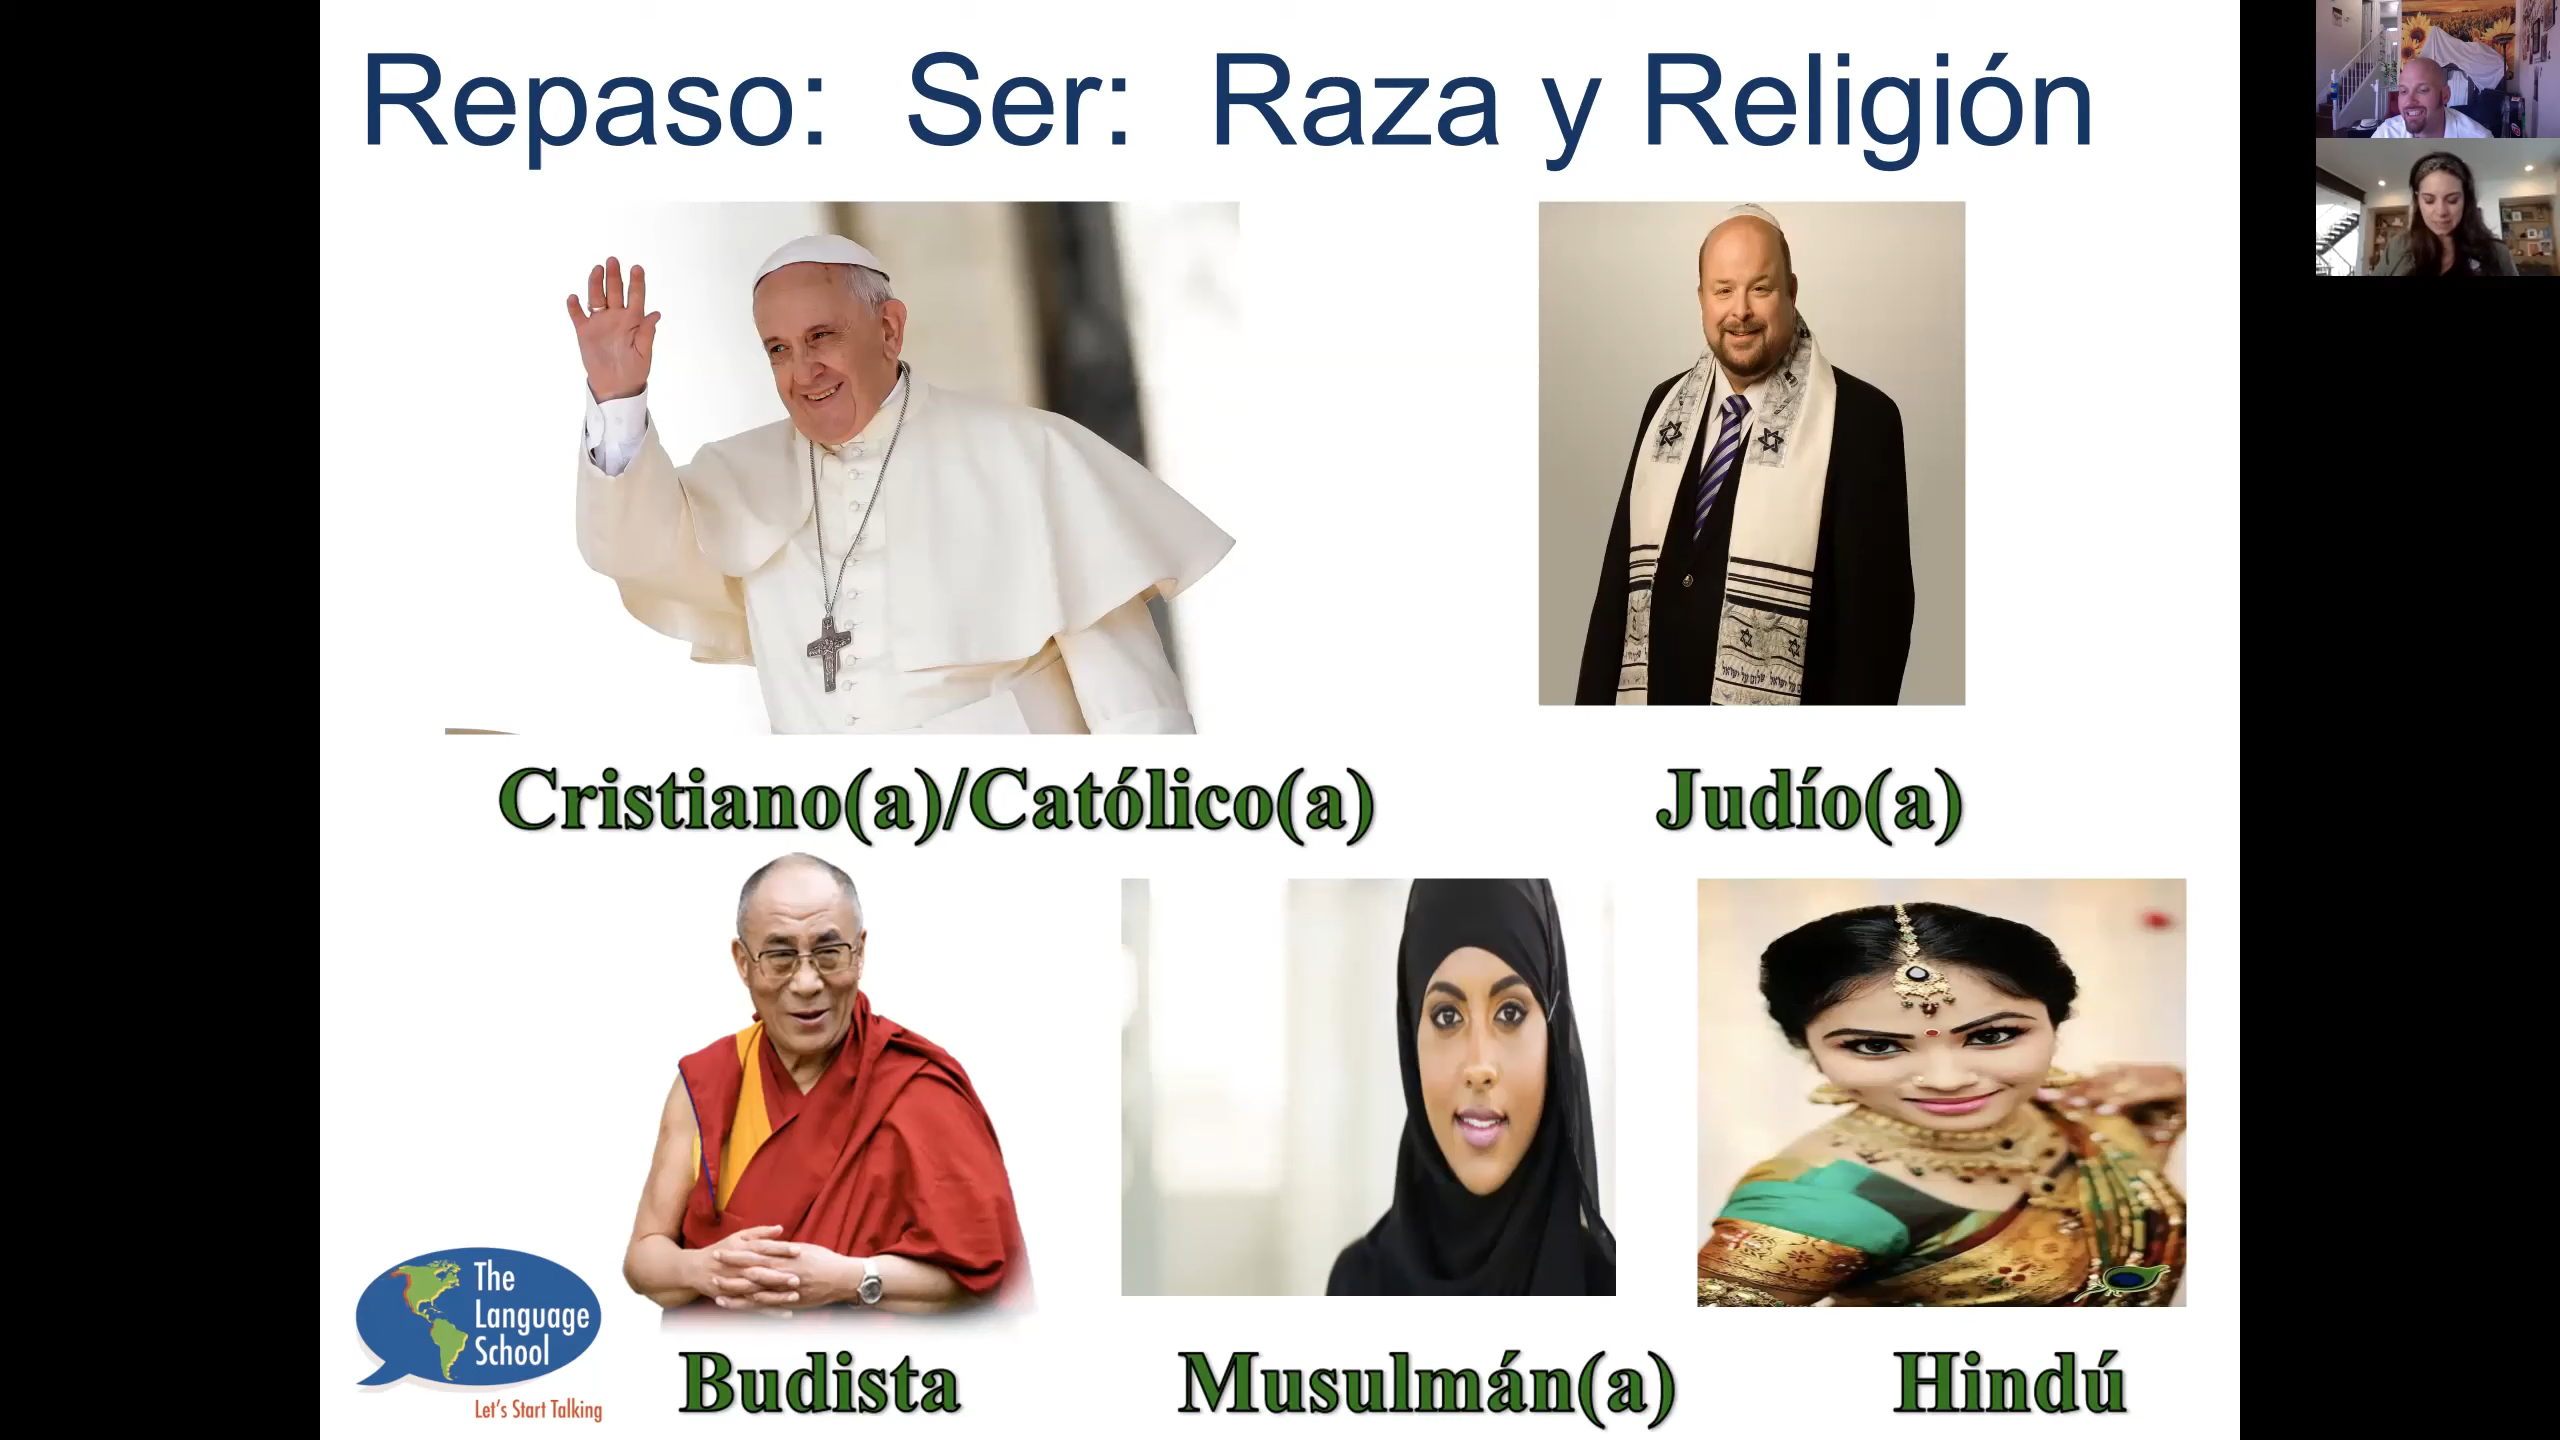 Repaso: Ser: Raza y Religión
Cristiano(a)/Católico(a)
Judío(a)
Budista
Musulmán(a)
Hindú
The
Language
School
Let's Start Talking